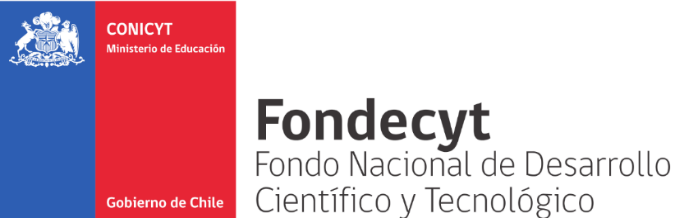 CONICYT
Ministerio de Educación
Gobierno de Chile
Fondecyt
Fondo Nacional de Desarrollo
Científico y Tecnológico